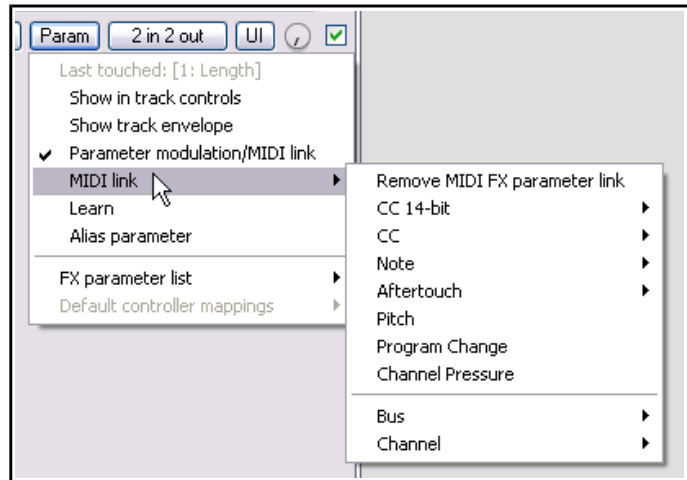 Param 2 in 2 out UI
Last touched: [1: Length]
Show in track controls
Show track envelope
Parameter modulation/MIDI link
MIDI link
Learn
Alias parameter
FX parameter list
Default controller mappings
Remove MIDI FX parameter link
CC 14-bit
CC
Note
Aftertouch
Pitch
Program Change
Channel Pressure
Bus
Channel